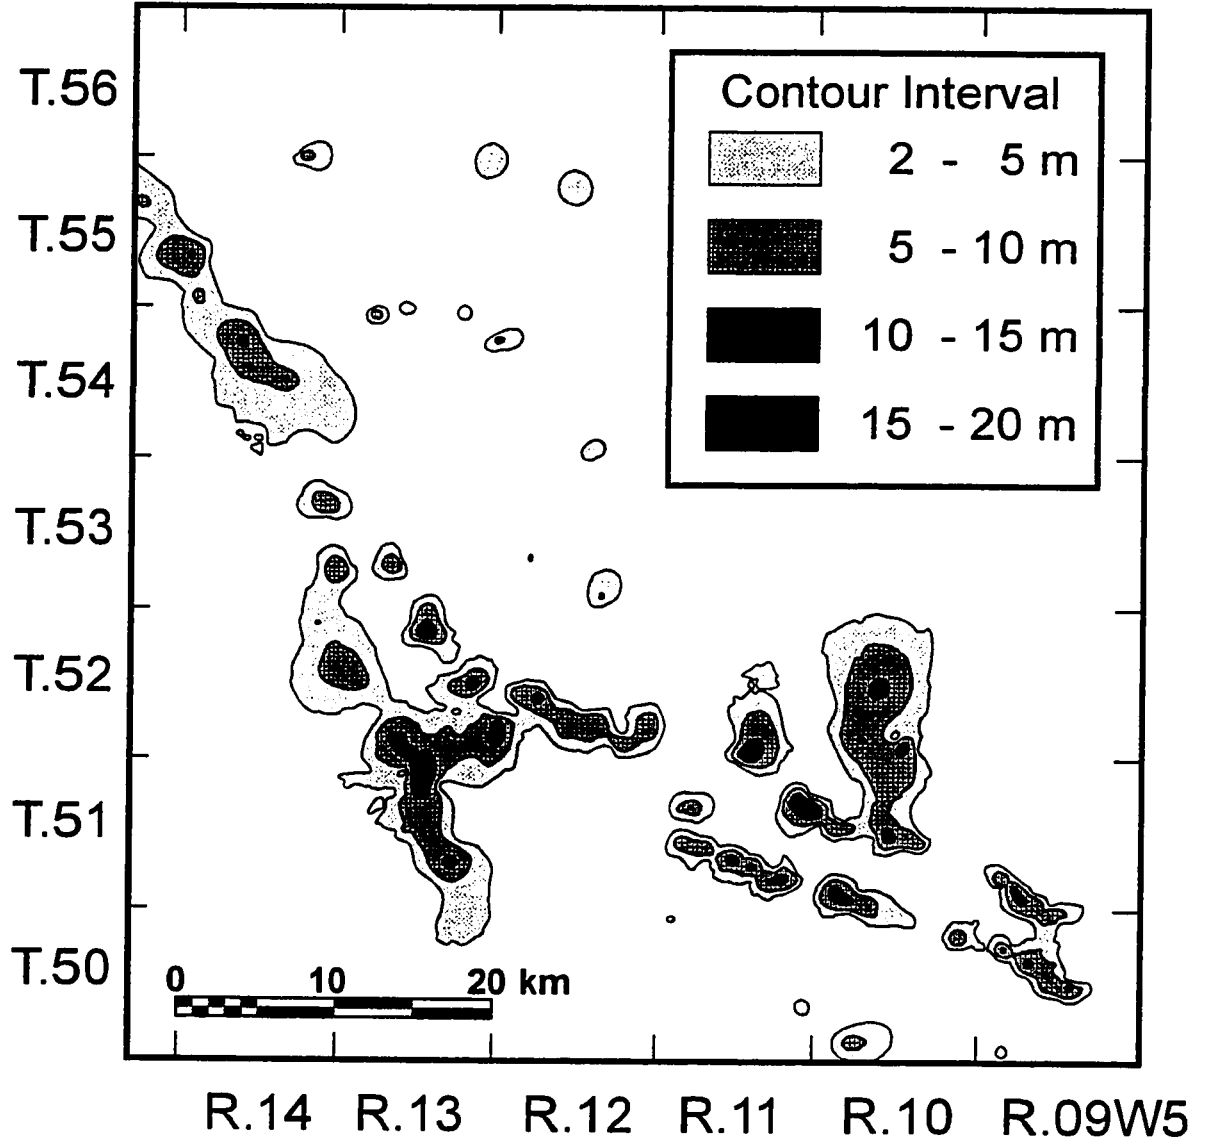 T.56
T.55
T.54
T.53
T.52
T.51
T.50
Contour Interval
2 - 5 m
5 - 10 m
10 - 15 m
15 - 20 m
0 10 20 km
R.14 R.13 R.12 R.11 R.10 R.09W5